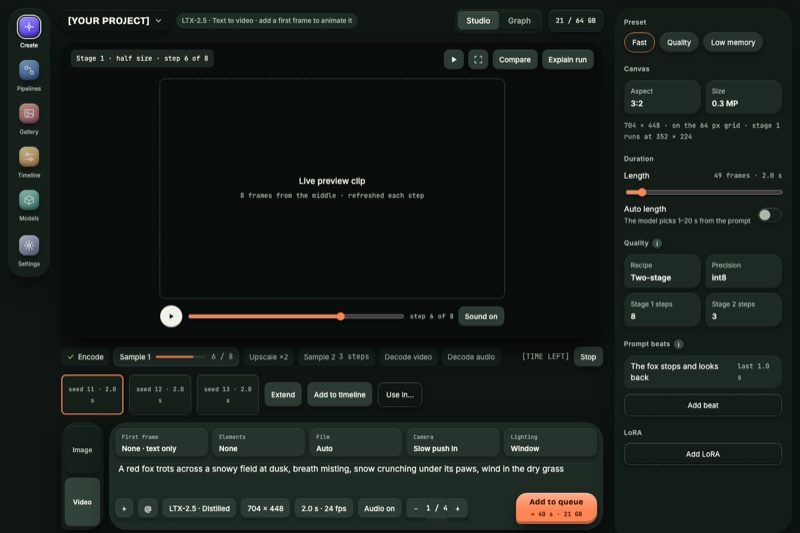 [YOUR PROJECT]
LTX-2.5 · Text to video · add a first frame to animate it
Studio
Graph
21 / 64 GB
Create
Pipelines
Gallery
Timeline
Models
Settings
Stage 1 · half size · step 6 of 8
Compare
Explain run
Live preview clip
8 frames from the middle · refreshed each step
step 6 of 8
Sound on
Encode
Sample 1
6 / 8
Upscale ×2
Sample 2 3 steps
Decode video
Decode audio
[TIME LEFT]
Stop
seed 11 · 2.0
s
seed 12 · 2.0
s
seed 13 · 2.0
s
Extend
Add to timeline
Use in...
Image
Video
First frame
None · text only
Elements
None
Film
Auto
Camera
Slow push in
Lighting
Window
A red fox trots across a snowy field at dusk, breath misting, snow crunching under its paws, wind in the dry grass
+
@
LTX-2.5 · Distilled
704 × 448
2.0 s · 24 fps
Audio on
− 1 / 4 +
Add to queue
≈ 40 s · 21 GB
Preset
Fast
Quality
Low memory
Canvas
Aspect
3:2
Size
0.3 MP
704 × 448 · on the 64 px grid · stage 1
runs at 352 × 224
Duration
Length
49 frames · 2.0 s
Auto length
The model picks 1–20 s from the prompt
Quality i
Recipe
Two-stage
Precision
int8
Stage 1 steps
8
Stage 2 steps
3
Prompt beats i
The fox stops and looks
back
last 1.0
s
Add beat
LoRA
Add LoRA